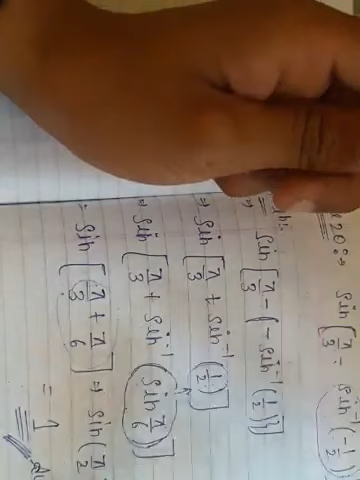 e 20 :→ Sin [π/3 - Sin⁻¹(-1/2)]
h:
⇒ Sin [π/3 - {- Sin⁻¹ (1/2)}]
⇒ Sin [π/3 + Sin⁻¹ (1/2)]
⇒ Sin [π/3 + Sin⁻¹ (Sin π/6)]
= Sin [π/3 + π/6] ⇒ Sin (π/2
= 1